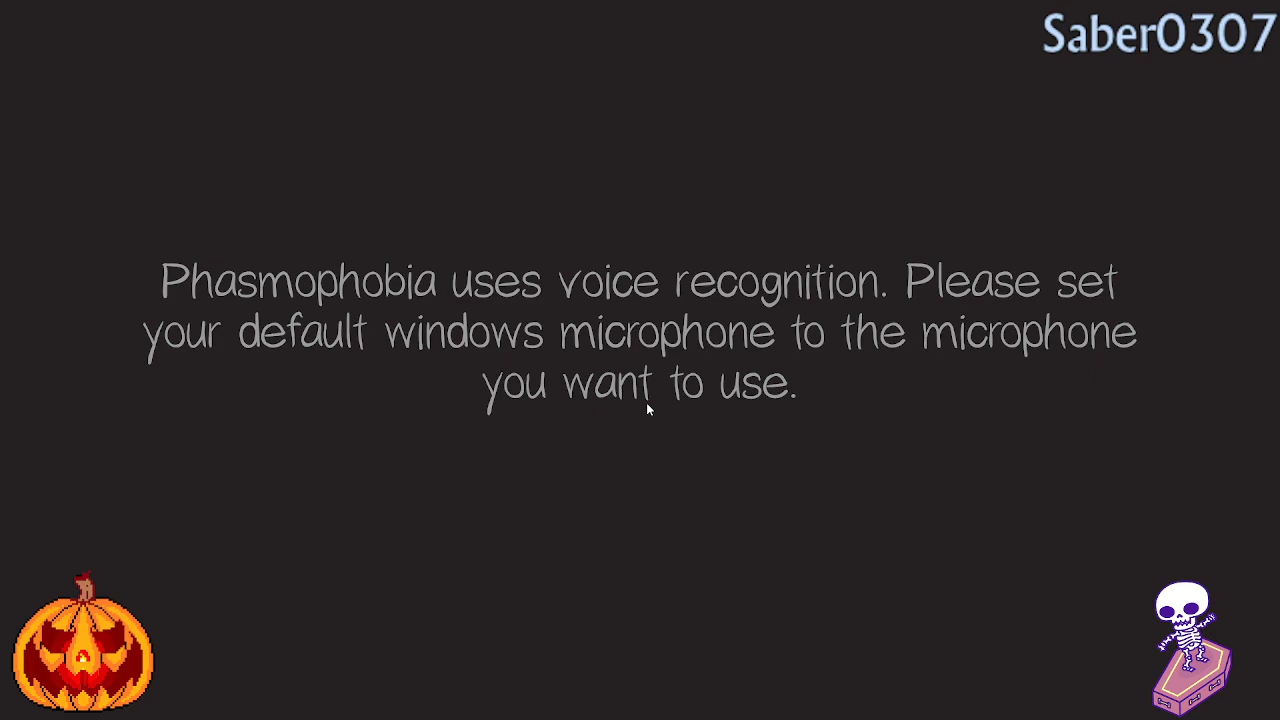 Saber0307
Phasmophobia uses voice recognition. Please set
your default windows microphone to the microphone
you want to use.